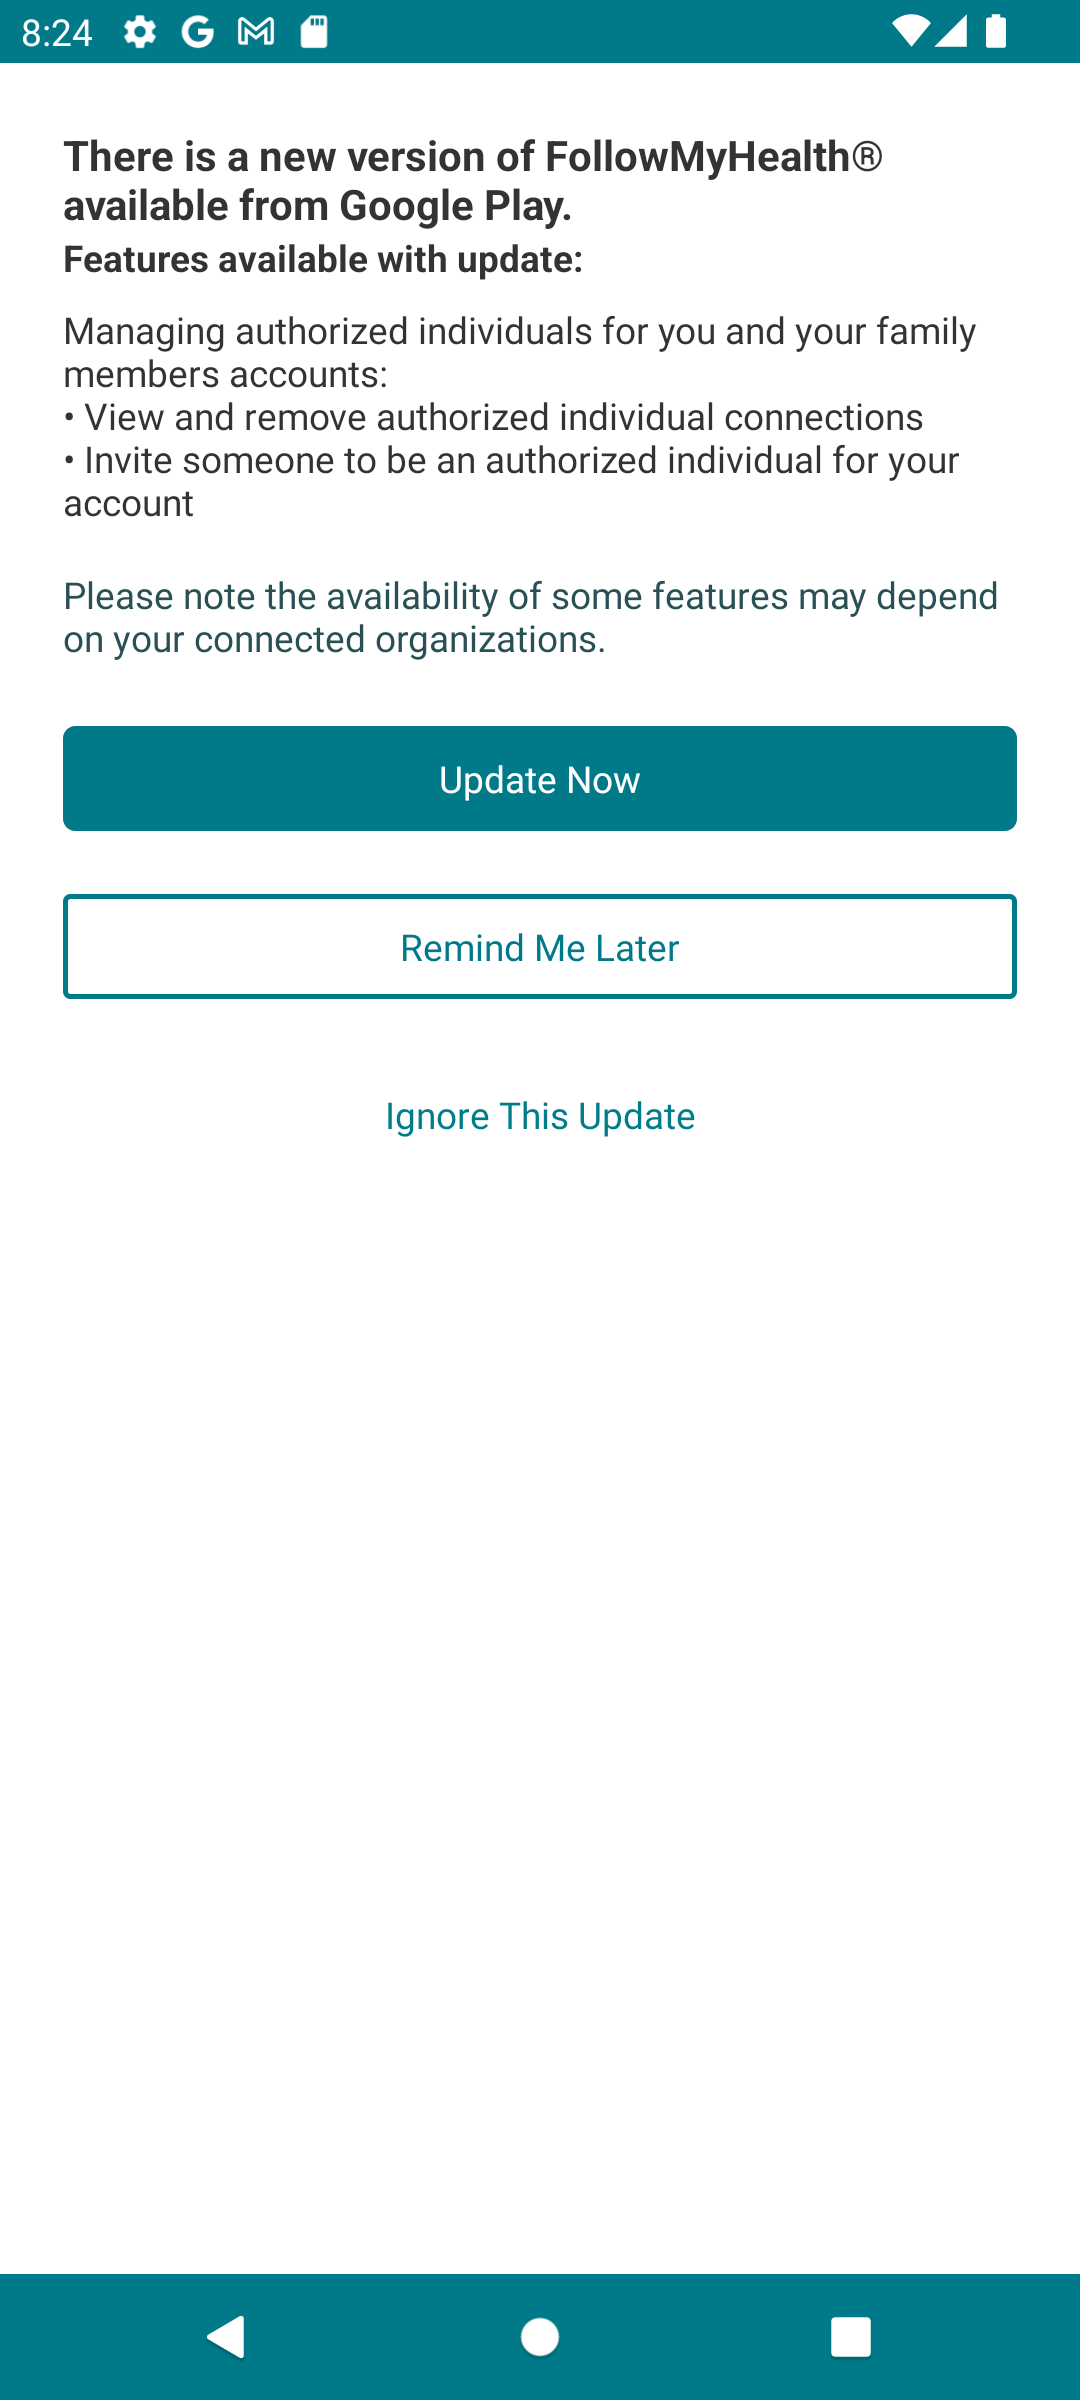 8:24
There is a new version of FollowMyHealth®
available from Google Play.
Features available with update:
Managing authorized individuals for you and your family
members accounts:
• View and remove authorized individual connections
• Invite someone to be an authorized individual for your
account
Please note the availability of some features may depend
on your connected organizations.
Update Now
Remind Me Later
Ignore This Update